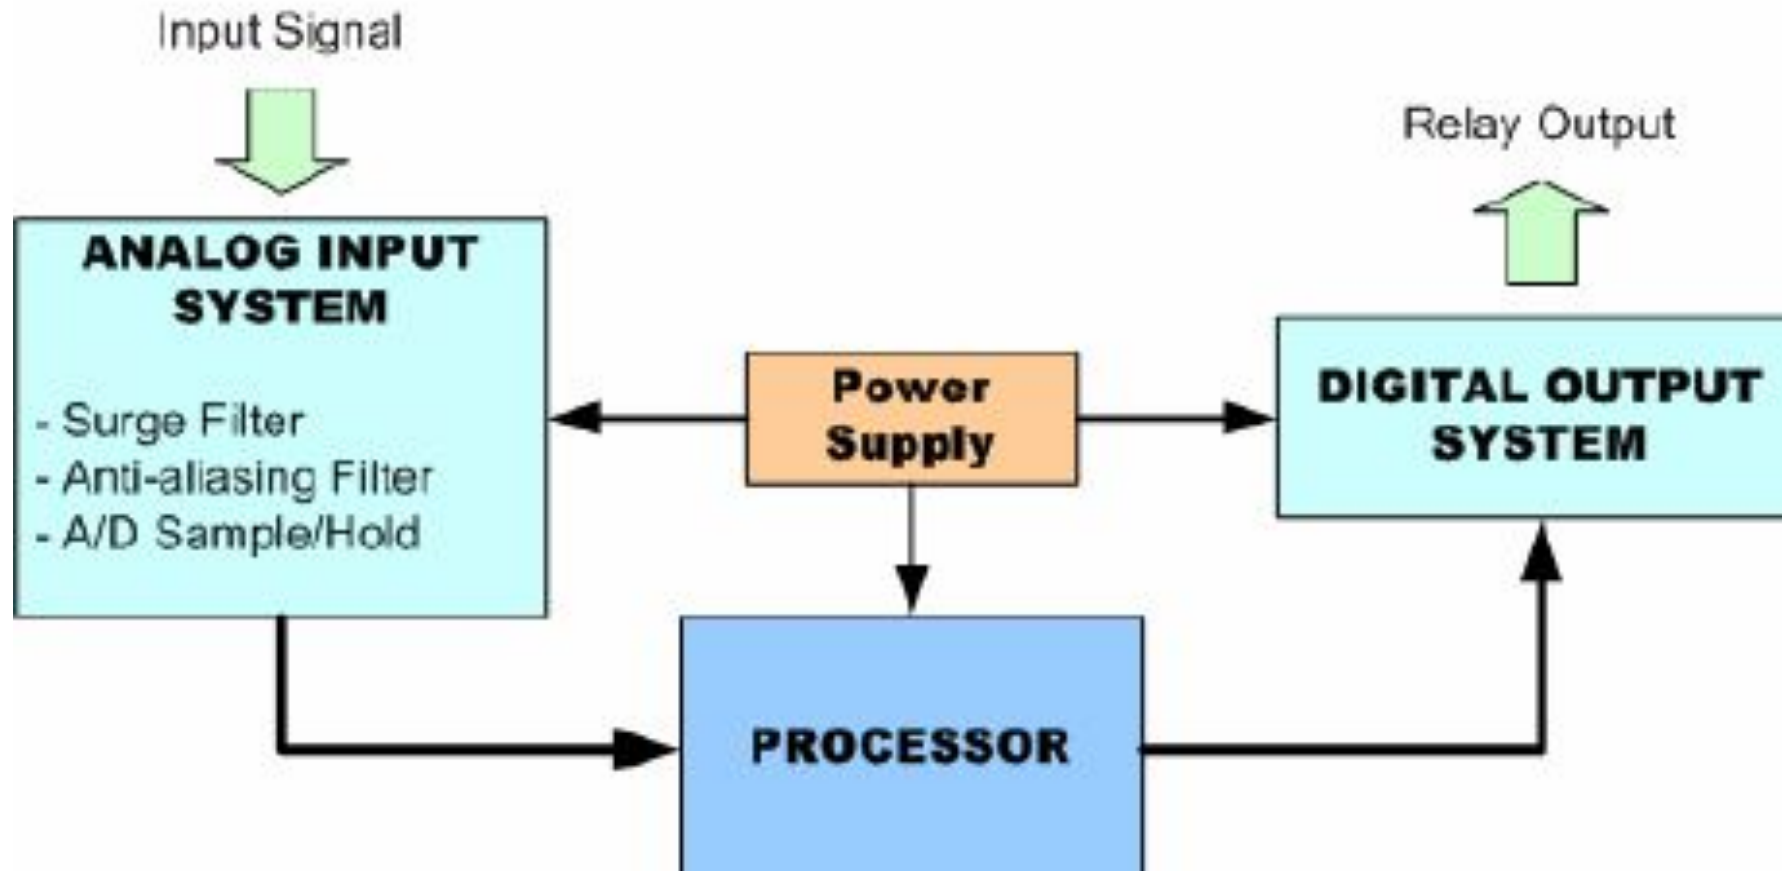 Input Signal
Relay Output
ANALOG INPUT
SYSTEM
- Surge Filter
- Anti-aliasing Filter
- A/D Sample/Hold
Power
Supply
DIGITAL OUTPUT
SYSTEM
PROCESSOR